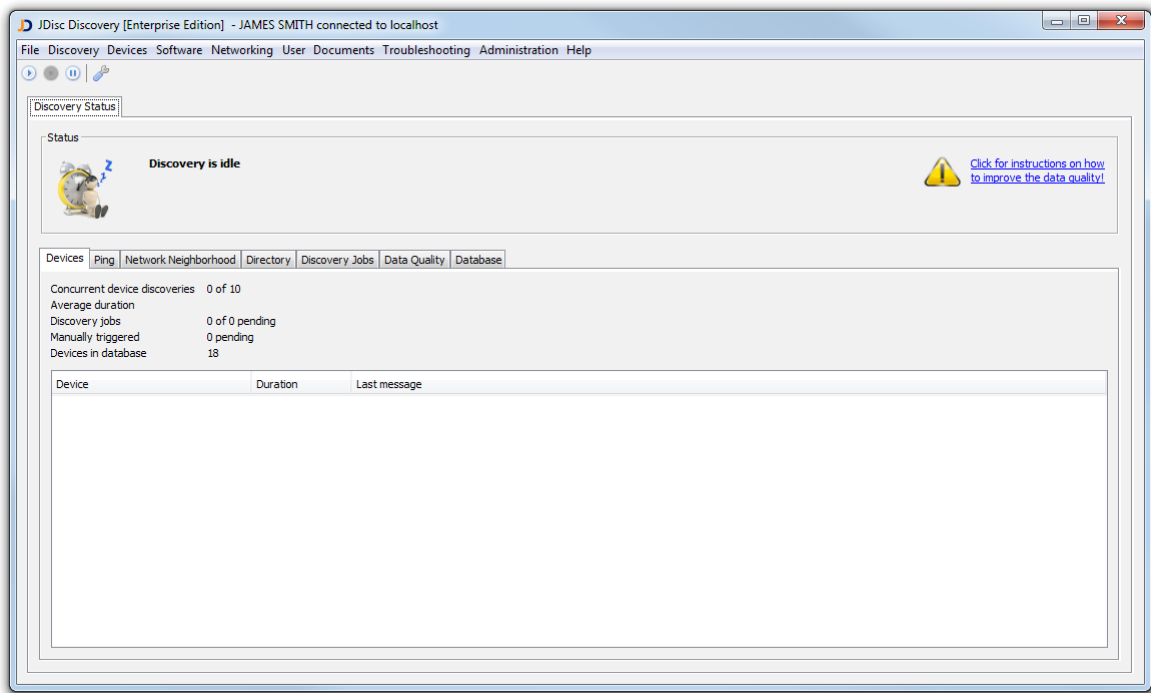 JDisc Discovery [Enterprise Edition] - JAMES SMITH connected to localhost
File Discovery Devices Software Networking User Documents Troubleshooting Administration Help
Discovery Status
Status
Discovery is idle
Click for instructions on how
to improve the data quality!
Devices Ping Network Neighborhood Directory Discovery Jobs Data Quality Database
Concurrent device discoveries 0 of 10
Average duration
Discovery jobs 0 of 0 pending
Manually triggered 0 pending
Devices in database 18
Device Duration Last message